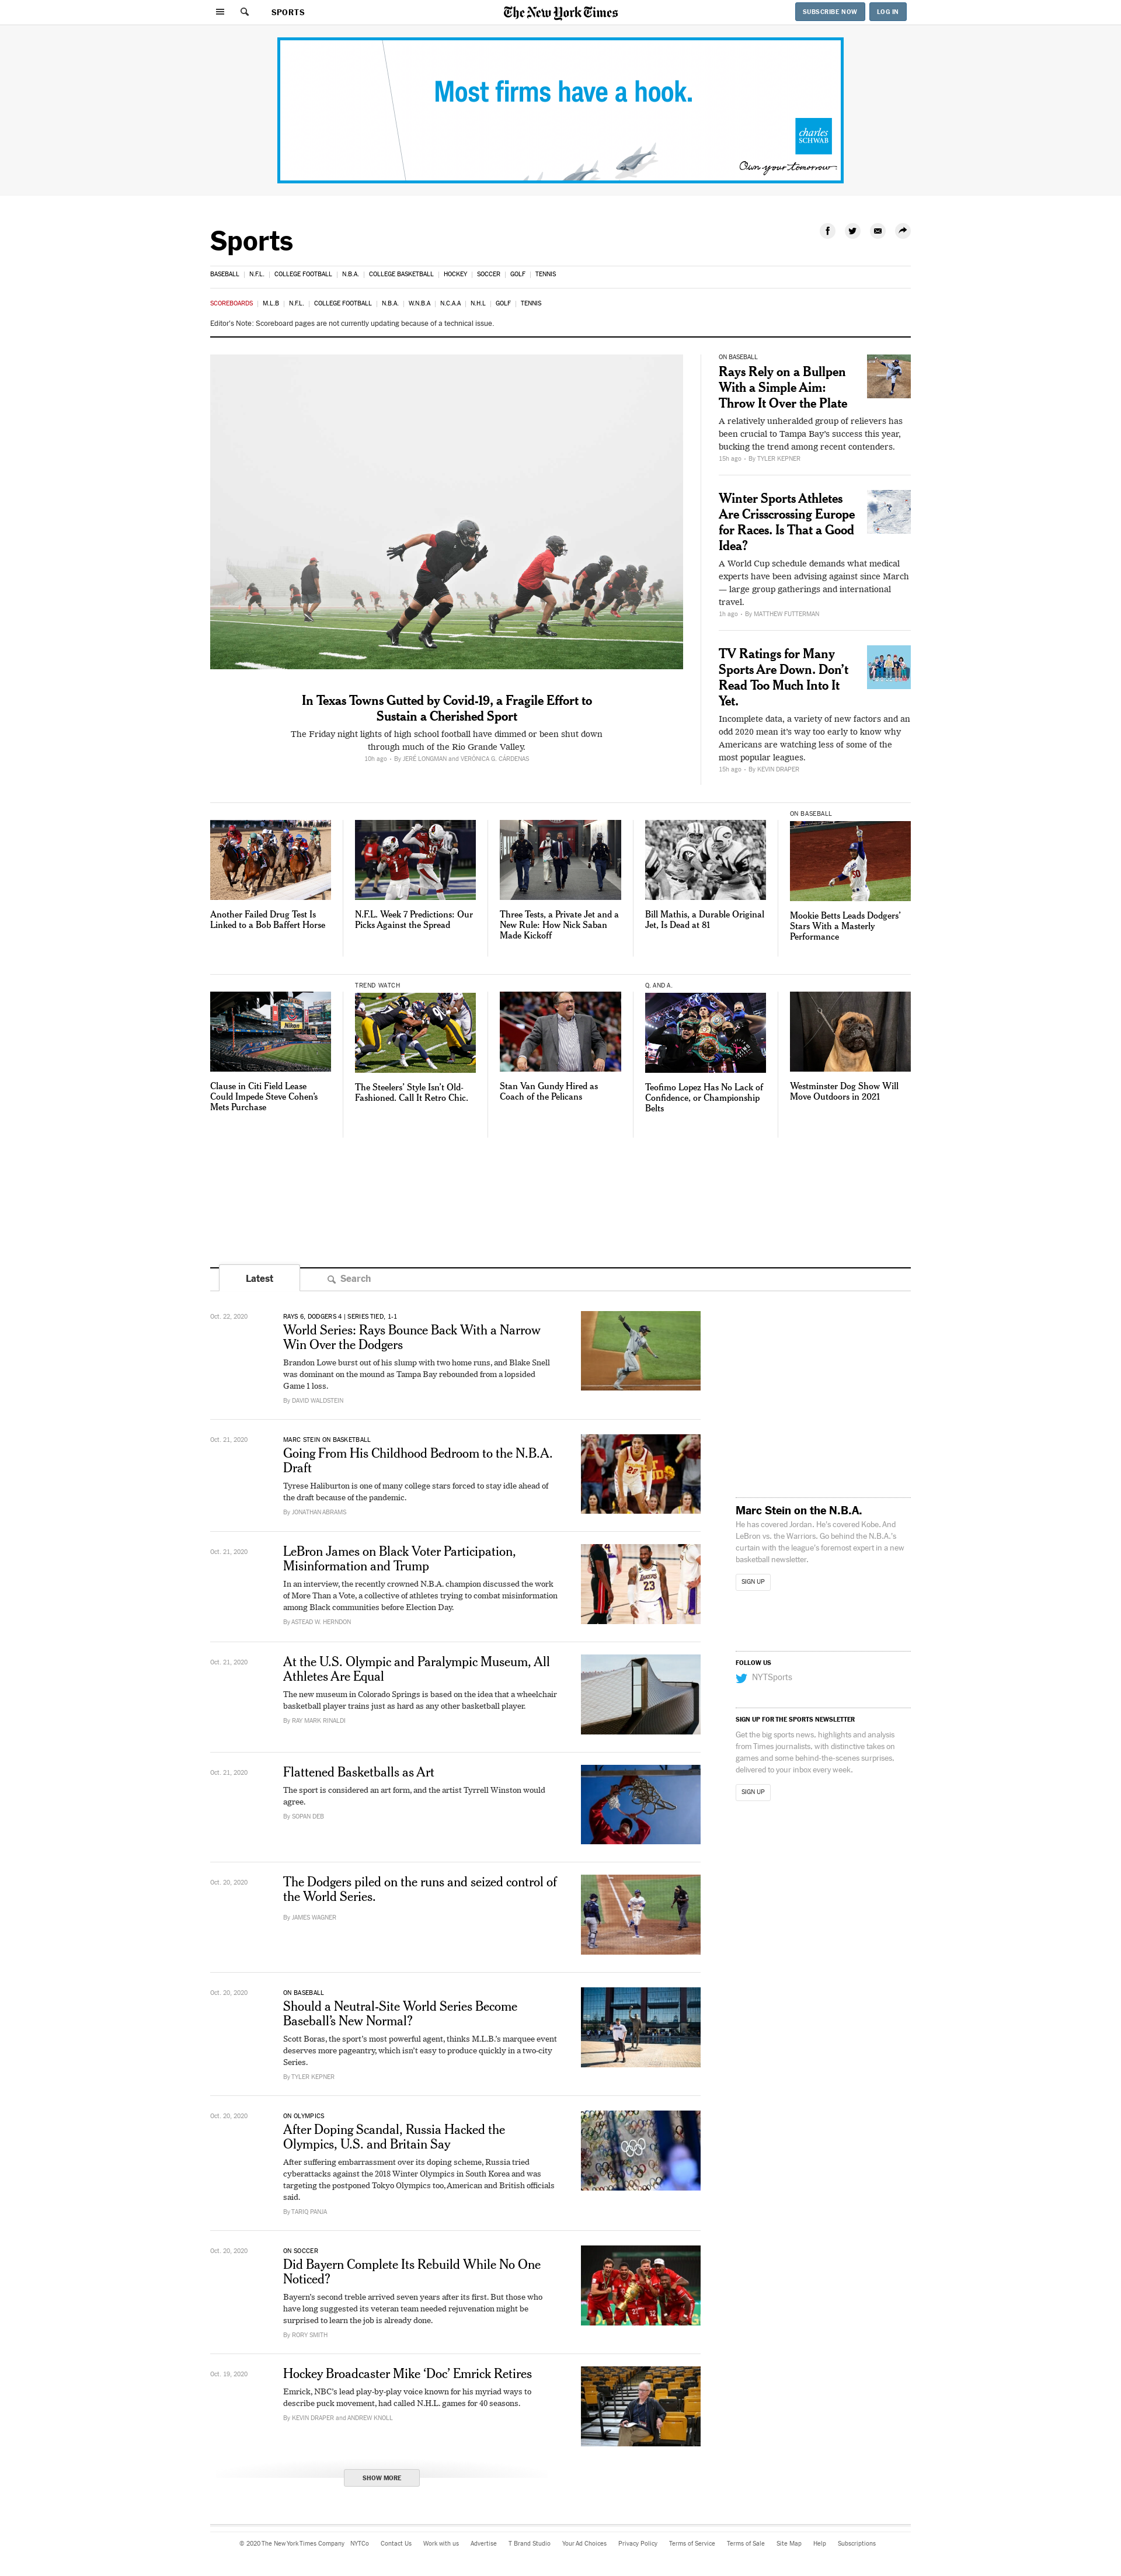 SPORTS
The New York Times
SUBSCRIBE NOW
LOG IN
Most firms have a hook.
charles
SCHWAB
Own your tomorrow
Sports
BASEBALL | N.F.L. | COLLEGE FOOTBALL | N.B.A. | COLLEGE BASKETBALL | HOCKEY | SOCCER | GOLF | TENNIS
SCOREBOARDS | M.L.B | N.F.L. | COLLEGE FOOTBALL | N.B.A. | W.N.B.A | N.C.A.A | N.H.L | GOLF | TENNIS
Editor's Note: Scoreboard pages are not currently updating because of a technical issue.
In Texas Towns Gutted by Covid-19, a Fragile Effort to
Sustain a Cherished Sport
The Friday night lights of high school football have dimmed or been shut down
through much of the Rio Grande Valley.
10h ago · By JERÉ LONGMAN and VERÓNICA G. CÁRDENAS
ON BASEBALL
Rays Rely on a Bullpen
With a Simple Aim:
Throw It Over the Plate
A relatively unheralded group of relievers has
been crucial to Tampa Bay's success this year,
bucking the trend among recent contenders.
15h ago · By TYLER KEPNER
Winter Sports Athletes
Are Crisscrossing Europe
for Races. Is That a Good
Idea?
A World Cup schedule demands what medical
experts have been advising against since March
— large group gatherings and international
travel.
1h ago · By MATTHEW FUTTERMAN
TV Ratings for Many
Sports Are Down. Don't
Read Too Much Into It
Yet.
Incomplete data, a variety of new factors and an
odd 2020 mean it's way too early to know why
Americans are watching less of some of the
most popular leagues.
15h ago · By KEVIN DRAPER
Another Failed Drug Test Is
Linked to a Bob Baffert Horse
N.F.L. Week 7 Predictions: Our
Picks Against the Spread
Three Tests, a Private Jet and a
New Rule: How Nick Saban
Made Kickoff
Bill Mathis, a Durable Original
Jet, Is Dead at 81
ON BASEBALL
Mookie Betts Leads Dodgers'
Stars With a Masterly
Performance
Clause in Citi Field Lease
Could Impede Steve Cohen's
Mets Purchase
TREND WATCH
The Steelers' Style Isn't Old-
Fashioned. Call It Retro Chic.
Stan Van Gundy Hired as
Coach of the Pelicans
Q. AND A.
Teofimo Lopez Has No Lack of
Confidence, or Championship
Belts
Westminster Dog Show Will
Move Outdoors in 2021
Latest
Search
Oct. 22, 2020
RAYS 6, DODGERS 4 | SERIES TIED, 1-1
World Series: Rays Bounce Back With a Narrow
Win Over the Dodgers
Brandon Lowe burst out of his slump with two home runs, and Blake Snell
was dominant on the mound as Tampa Bay rebounded from a lopsided
Game 1 loss.
By DAVID WALDSTEIN
Oct. 21, 2020
MARC STEIN ON BASKETBALL
Going From His Childhood Bedroom to the N.B.A.
Draft
Tyrese Haliburton is one of many college stars forced to stay idle ahead of
the draft because of the pandemic.
By JONATHAN ABRAMS
Oct. 21, 2020
LeBron James on Black Voter Participation,
Misinformation and Trump
In an interview, the recently crowned N.B.A. champion discussed the work
of More Than a Vote, a collective of athletes trying to combat misinformation
among Black communities before Election Day.
By ASTEAD W. HERNDON
Oct. 21, 2020
At the U.S. Olympic and Paralympic Museum, All
Athletes Are Equal
The new museum in Colorado Springs is based on the idea that a wheelchair
basketball player trains just as hard as any other basketball player.
By RAY MARK RINALDI
Oct. 21, 2020
Flattened Basketballs as Art
The sport is considered an art form, and the artist Tyrrell Winston would
agree.
By SOPAN DEB
Oct. 20, 2020
The Dodgers piled on the runs and seized control of
the World Series.
By JAMES WAGNER
Oct. 20, 2020
ON BASEBALL
Should a Neutral-Site World Series Become
Baseball's New Normal?
Scott Boras, the sport's most powerful agent, thinks M.L.B.'s marquee event
deserves more pageantry, which isn't easy to produce quickly in a two-city
Series.
By TYLER KEPNER
Oct. 20, 2020
ON OLYMPICS
After Doping Scandal, Russia Hacked the
Olympics, U.S. and Britain Say
After suffering embarrassment over its doping scheme, Russia tried
cyberattacks against the 2018 Winter Olympics in South Korea and was
targeting the postponed Tokyo Olympics too, American and British officials
said.
By TARIQ PANJA
Oct. 20, 2020
ON SOCCER
Did Bayern Complete Its Rebuild While No One
Noticed?
Bayern's second treble arrived seven years after its first. But those who
have long suggested its veteran team needed rejuvenation might be
surprised to learn the job is already done.
By RORY SMITH
Oct. 19, 2020
Hockey Broadcaster Mike 'Doc' Emrick Retires
Emrick, NBC's lead play-by-play voice known for his myriad ways to
describe puck movement, had called N.H.L. games for 40 seasons.
By KEVIN DRAPER and ANDREW KNOLL
SHOW MORE
Marc Stein on the N.B.A.
He has covered Jordan. He's covered Kobe. And
LeBron vs. the Warriors. Go behind the N.B.A.'s
curtain with the league's foremost expert in a new
basketball newsletter.
SIGN UP
FOLLOW US
NYTSports
SIGN UP FOR THE SPORTS NEWSLETTER
Get the big sports news, highlights and analysis
from Times journalists, with distinctive takes on
games and some behind-the-scenes surprises,
delivered to your inbox every week.
SIGN UP
© 2020 The New York Times Company NYTCo Contact Us Work with us Advertise T Brand Studio Your Ad Choices Privacy Policy Terms of Service Terms of Sale Site Map Help Subscriptions